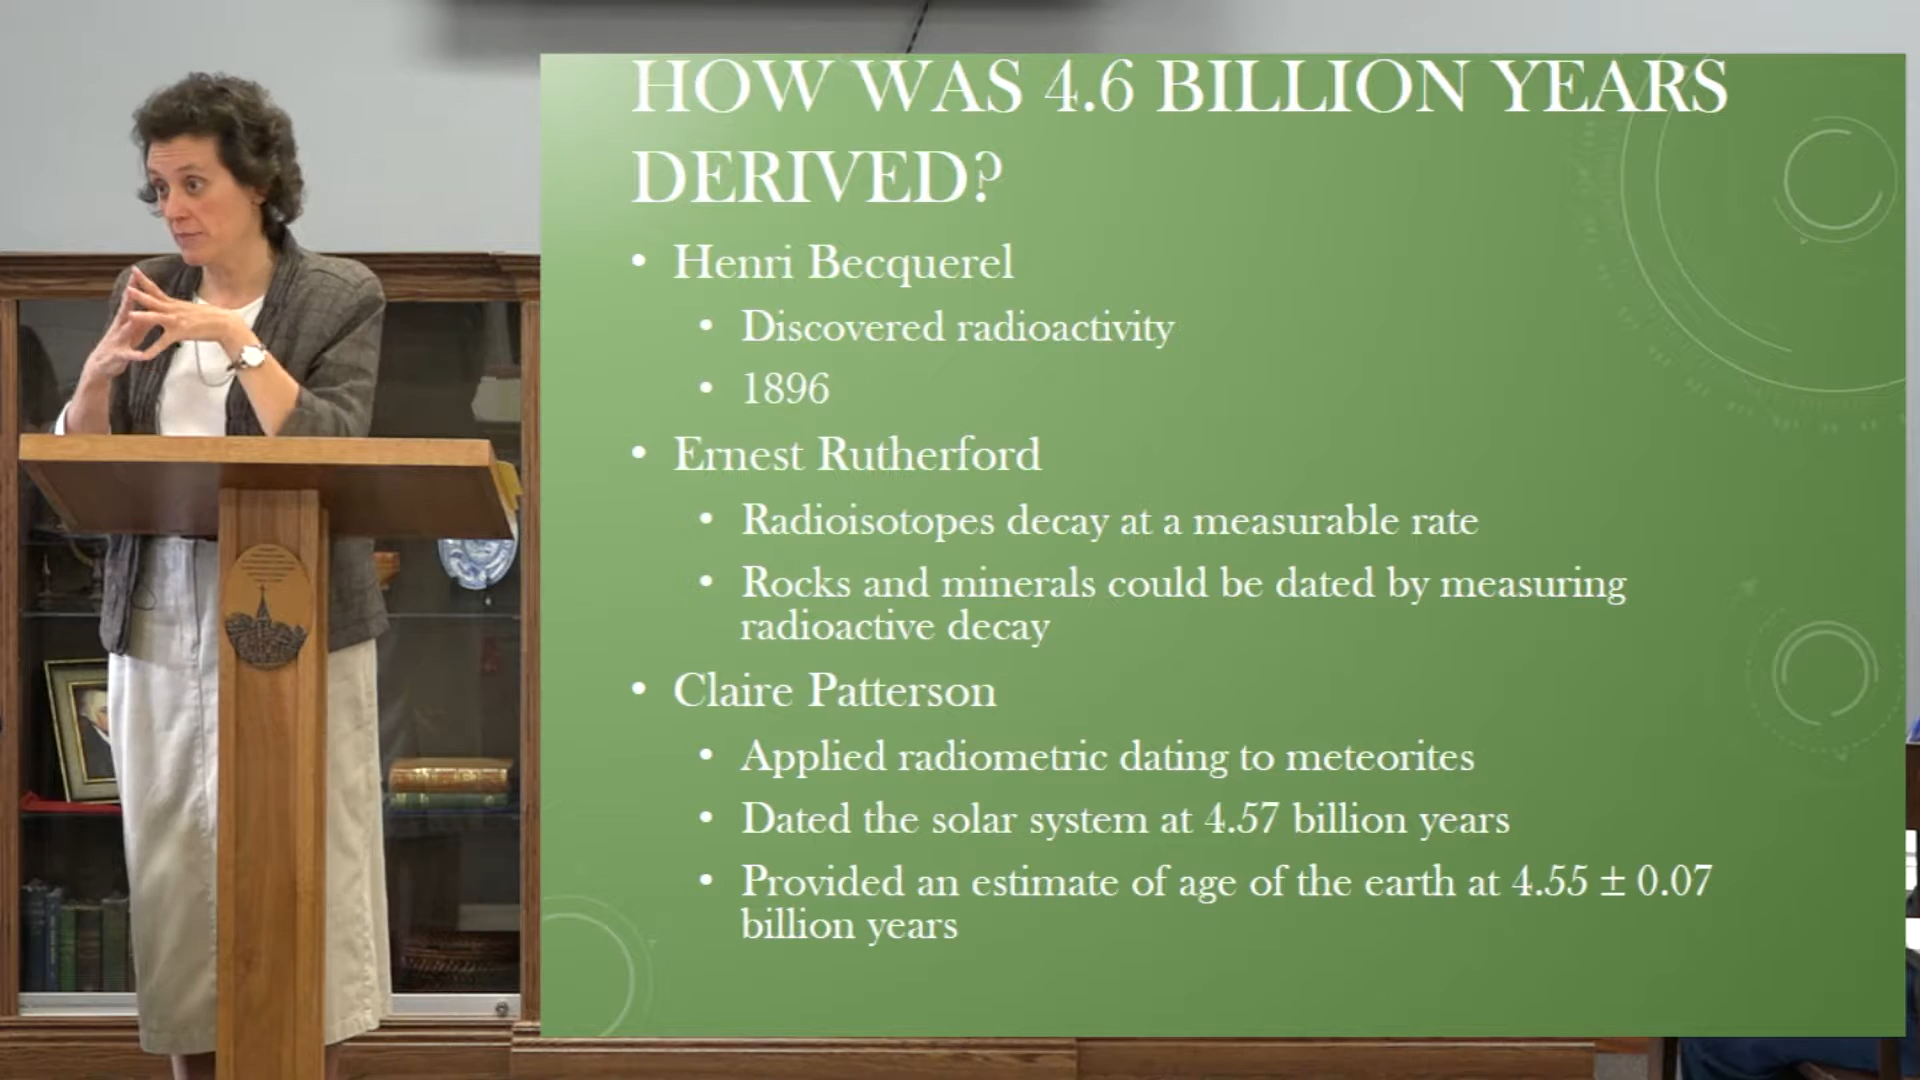 HOW WAS 4.6 BILLION YEARS
DERIVED?
• Henri Becquerel
• Discovered radioactivity
• 1896
• Ernest Rutherford
• Radioisotopes decay at a measurable rate
• Rocks and minerals could be dated by measuring
radioactive decay
• Claire Patterson
• Applied radiometric dating to meteorites
• Dated the solar system at 4.57 billion years
• Provided an estimate of age of the earth at 4.55 ± 0.07
billion years